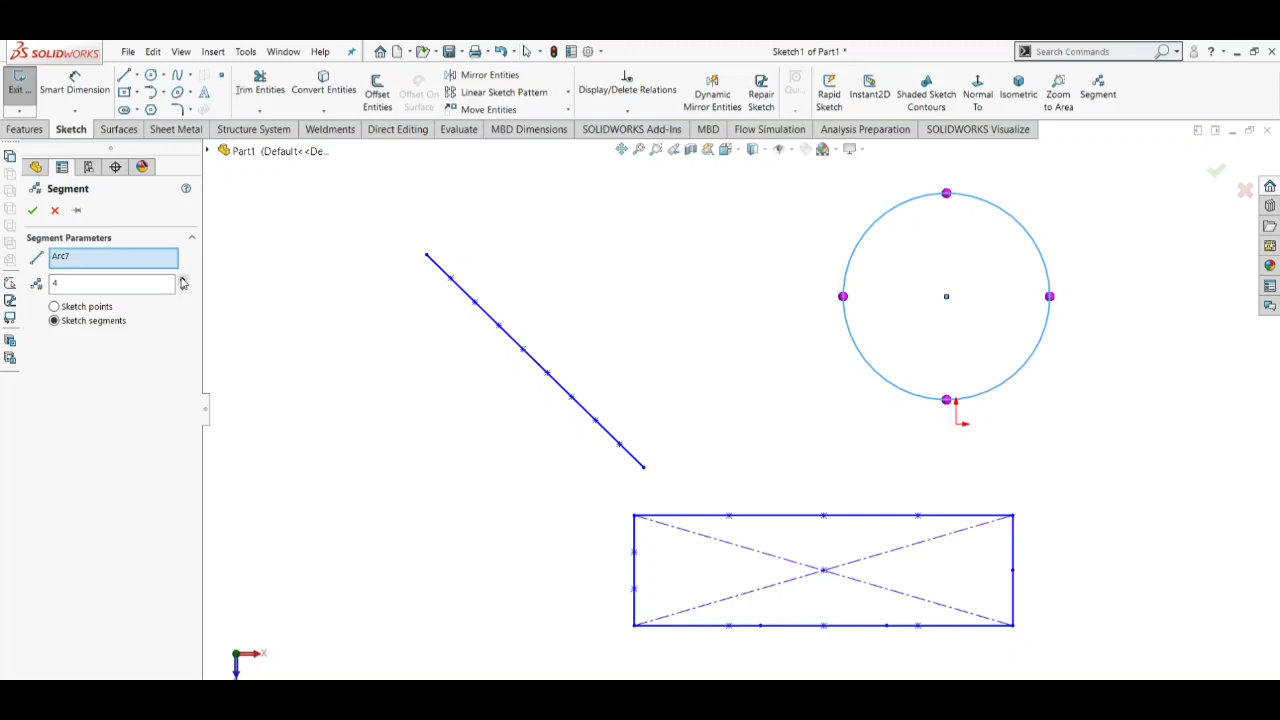 SOLIDWORKS File Edit View Insert Tools Window Help Sketch1 of Part1 * Search Commands ?
Exit ... Smart Dimension Trim Entities Convert Entities Offset Entities Offset On Surface Mirror Entities Linear Sketch Pattern Move Entities Display/Delete Relations Dynamic Mirror Entities Repair Sketch Qui... Rapid Sketch Instant2D Shaded Sketch Contours Normal To Isometric Zoom to Area Segment
Features Sketch Surfaces Sheet Metal Structure System Weldments Direct Editing Evaluate MBD Dimensions SOLIDWORKS Add-Ins MBD Flow Simulation Analysis Preparation SOLIDWORKS Visualize
Part1 (Default<<De...
Segment
Segment Parameters
Arc7
4
Sketch points
Sketch segments
X